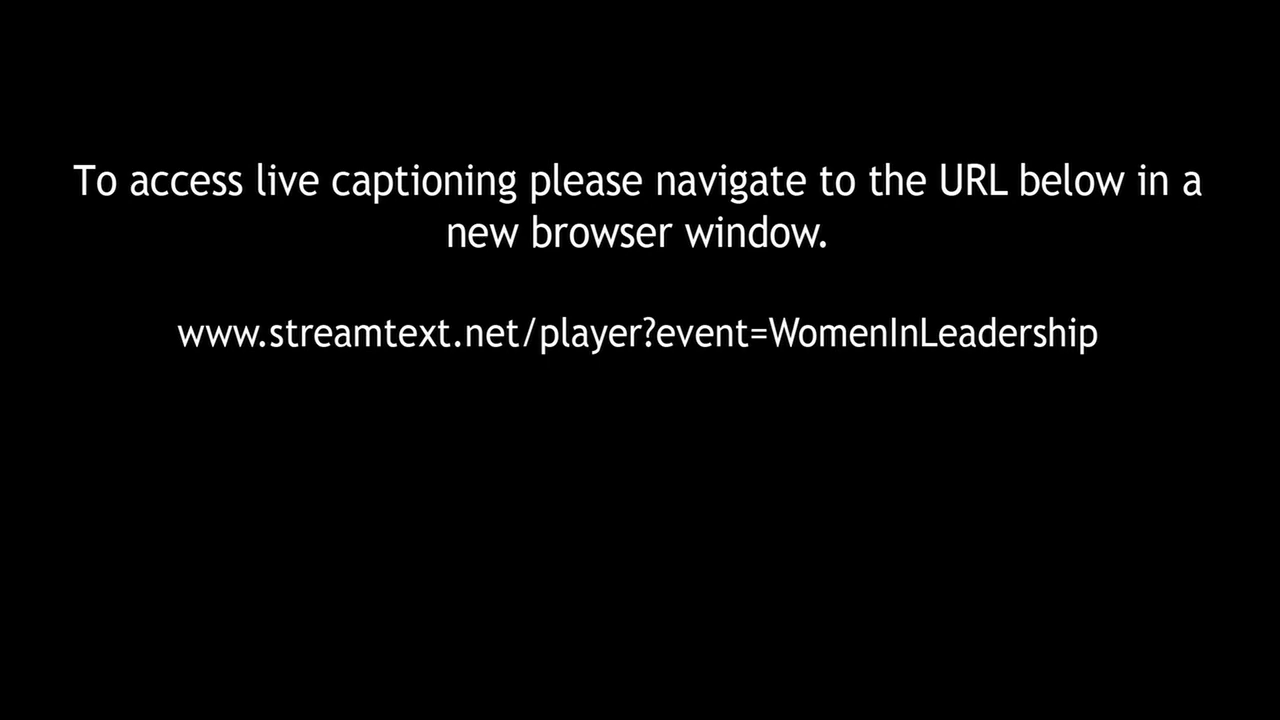 To access live captioning please navigate to the URL below in a
new browser window.
www.streamtext.net/player?event=WomenInLeadership